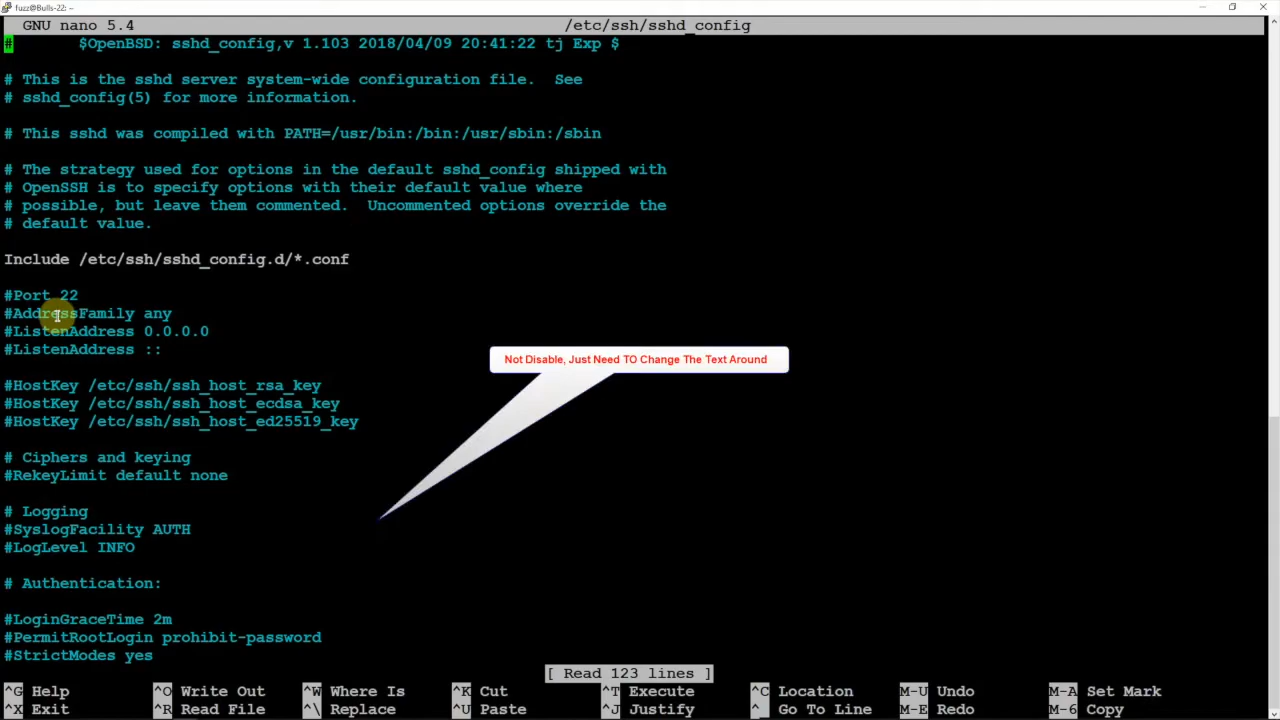 fuzz@Bulls-22: ~
GNU nano 5.4 /etc/ssh/sshd_config
# $OpenBSD: sshd_config,v 1.103 2018/04/09 20:41:22 tj Exp $
# This is the sshd server system-wide configuration file. See
# sshd_config(5) for more information.
# This sshd was compiled with PATH=/usr/bin:/bin:/usr/sbin:/sbin
# The strategy used for options in the default sshd_config shipped with
# OpenSSH is to specify options with their default value where
# possible, but leave them commented. Uncommented options override the
# default value.
Include /etc/ssh/sshd_config.d/*.conf
#Port 22
#AddressFamily any
#ListenAddress 0.0.0.0
#ListenAddress ::
Not Disable, Just Need TO Change The Text Around
#HostKey /etc/ssh/ssh_host_rsa_key
#HostKey /etc/ssh/ssh_host_ecdsa_key
#HostKey /etc/ssh/ssh_host_ed25519_key
# Ciphers and keying
#RekeyLimit default none
# Logging
#SyslogFacility AUTH
#LogLevel INFO
# Authentication:
#LoginGraceTime 2m
#PermitRootLogin prohibit-password
#StrictModes yes
[ Read 123 lines ]
^G Help ^O Write Out ^W Where Is ^K Cut ^T Execute ^C Location M-U Undo M-A Set Mark
^X Exit ^R Read File ^\ Replace ^U Paste ^J Justify ^_ Go To Line M-E Redo M-6 Copy